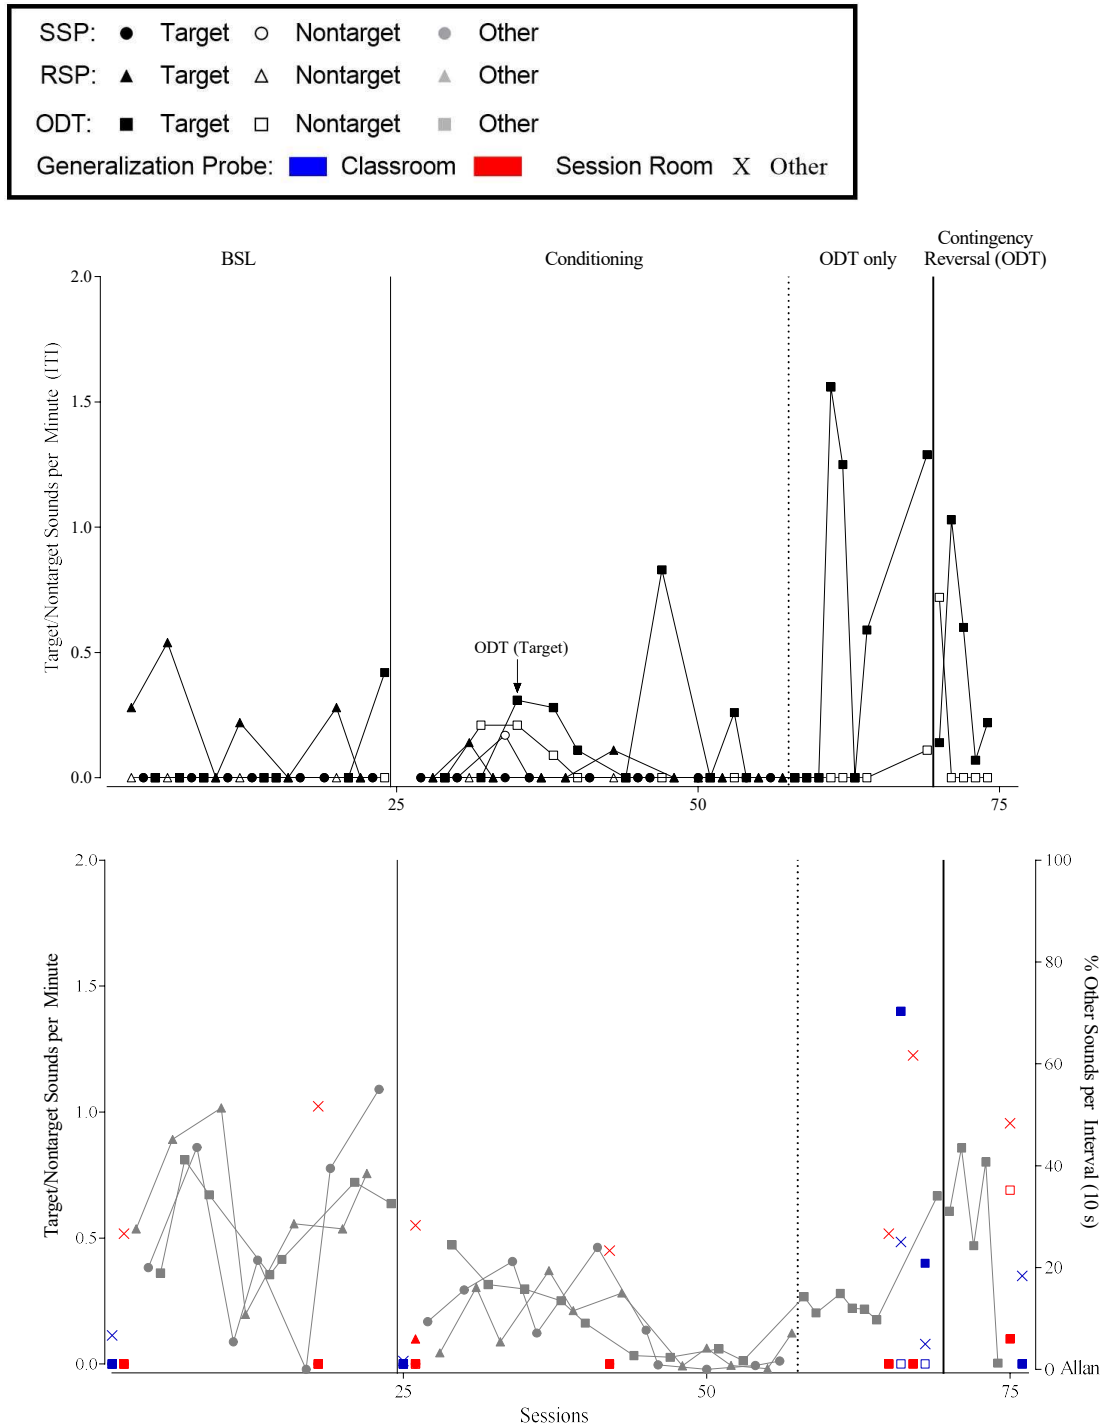 SSP: Target Nontarget Other
RSP: Target Nontarget Other
ODT: Target Nontarget Other
Generalization Probe: Classroom Session Room X Other
BSL
Conditioning
ODT only
Contingency
Reversal (ODT)
Target/Nontarget Sounds per Minute (ITI)
2.0
1.5
1.0
0.5
0.0
ODT (Target)
25
50
75
Target/Nontarget Sounds per Minute
2.0
1.5
1.0
0.5
0.0
100
80
60
40
20
0
% Other Sounds per Interval (10 s)
Allan
25
50
75
Sessions